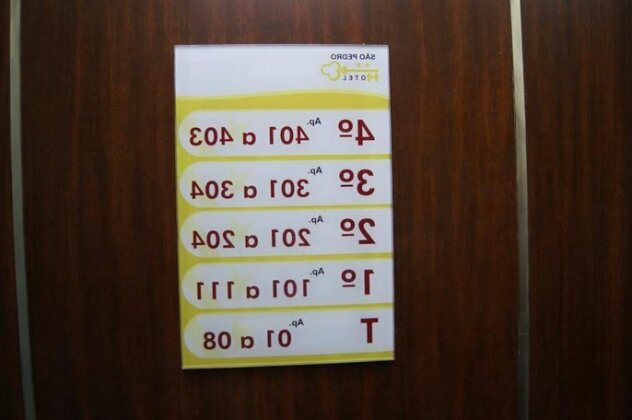 SÃO PEDRO
HOTEL
4º Ap. 401 a 403
3º Ap. 301 a 304
2º Ap. 201 a 204
1º Ap. 101 a 111
T Ap. 01 a 08